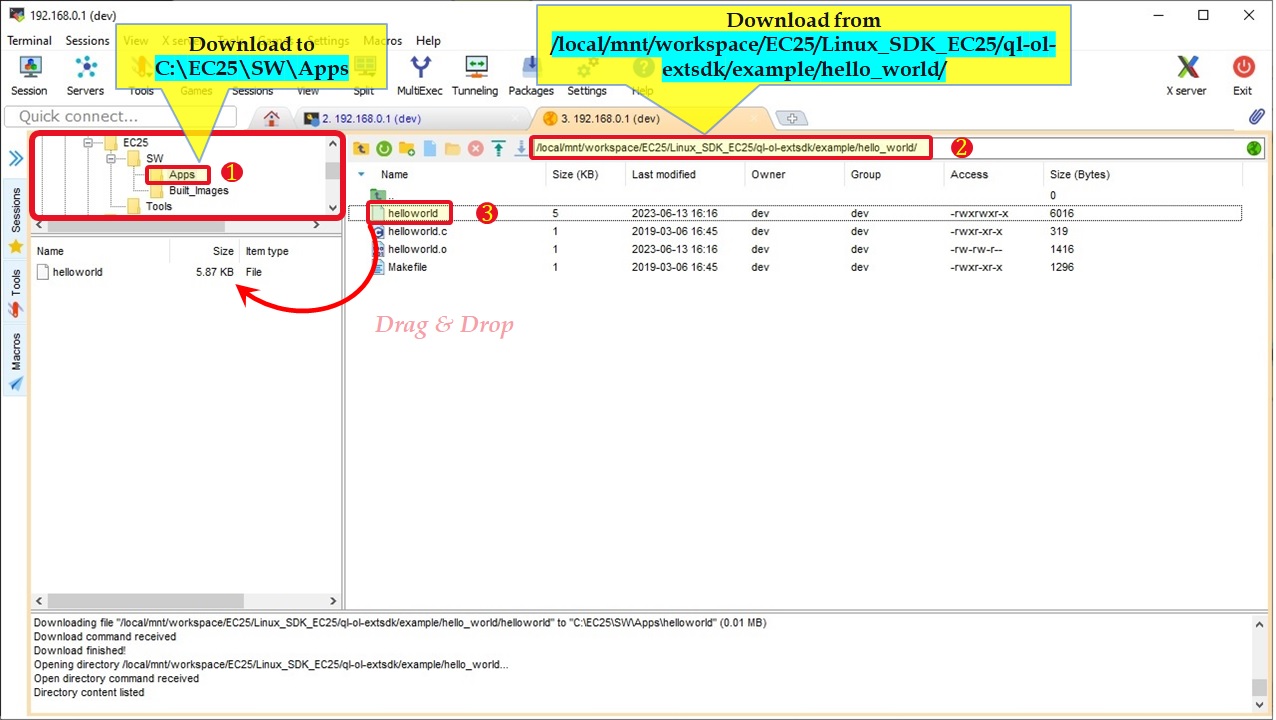 192.168.0.1 (dev)
Terminal Sessions View X server Tools Games Settings Macros Help
Download to
C:\EC25\SW\Apps
Download from
/local/mnt/workspace/EC25/Linux_SDK_EC25/ql-ol-
extsdk/example/hello_world/
Session Servers Tools Games Sessions View Split MultiExec Tunneling Packages Settings Help X server Exit
Quick connect... 2. 192.168.0.1 (dev) 3. 192.168.0.1 (dev)
EC25
SW
Apps 1
Built_Images
Tools
/local/mnt/workspace/EC25/Linux_SDK_EC25/ql-ol-extsdk/example/hello_world/ 2
Sessions
Tools
Macros
Name Size Item type
helloworld 5.87 KB File
Name Size (KB) Last modified Owner Group Access Size (Bytes)
.. 0
helloworld 3 5 2023-06-13 16:16 dev dev -rwxrwxr-x 6016
helloworld.c 1 2019-03-06 16:45 dev dev -rwxr-xr-x 319
helloworld.o 1 2023-06-13 16:16 dev dev -rw-rw-r-- 1416
Makefile 1 2019-03-06 16:45 dev dev -rwxr-xr-x 1296
Drag & Drop
Downloading file "/local/mnt/workspace/EC25/Linux_SDK_EC25/ql-ol-extsdk/example/hello_world/helloworld" to "C:\EC25\SW\Apps\helloworld" (0.01 MB)
Download command received
Download finished!
Opening directory /local/mnt/workspace/EC25/Linux_SDK_EC25/ql-ol-extsdk/example/hello_world...
Open directory command received
Directory content listed